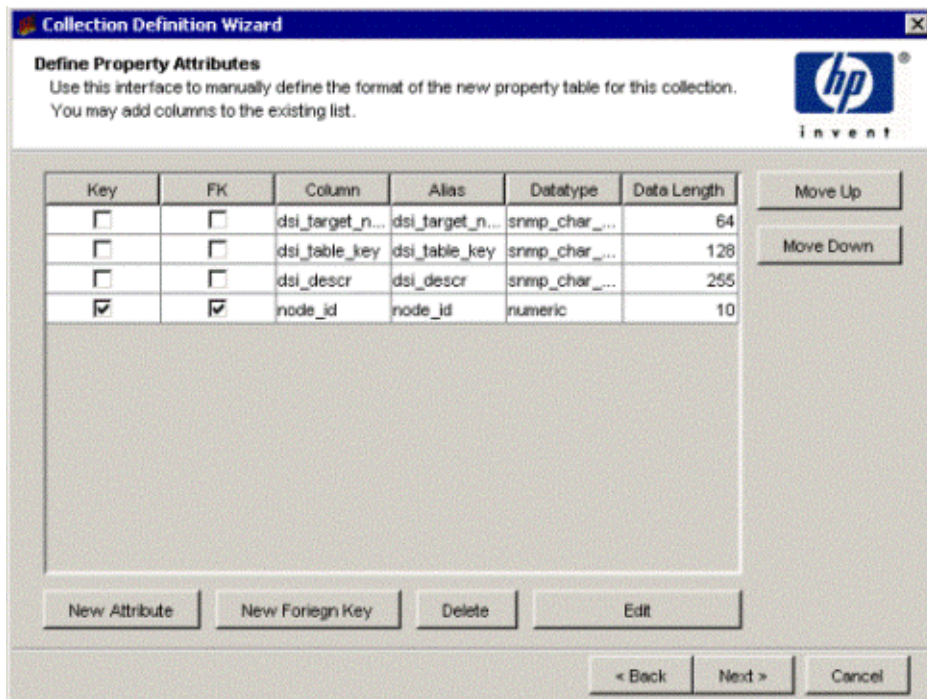 Collection Definition Wizard
Define Property Attributes
Use this interface to manually define the format of the new property table for this collection.
You may add columns to the existing list.
hp
®
invent
Key FK Column Alias Datatype Data Length
dsi_target_n... dsi_target_n... snmp_char_... 64
dsi_table_key dsi_table_key snmp_char_... 128
dsi_descr dsi_descr snmp_char_... 255
node_id node_id numeric 10
Move Up
Move Down
New Attribute New Foriegn Key Delete Edit
< Back Next > Cancel